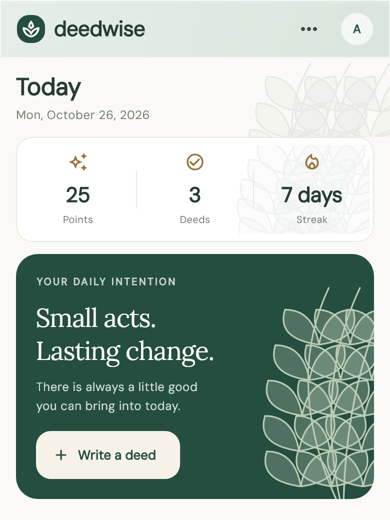 deedwise
•••
A
Today
Mon, October 26, 2026
25
Points
3
Deeds
7 days
Streak
YOUR DAILY INTENTION
Small acts.
Lasting change.
There is always a little good
you can bring into today.
+ Write a deed